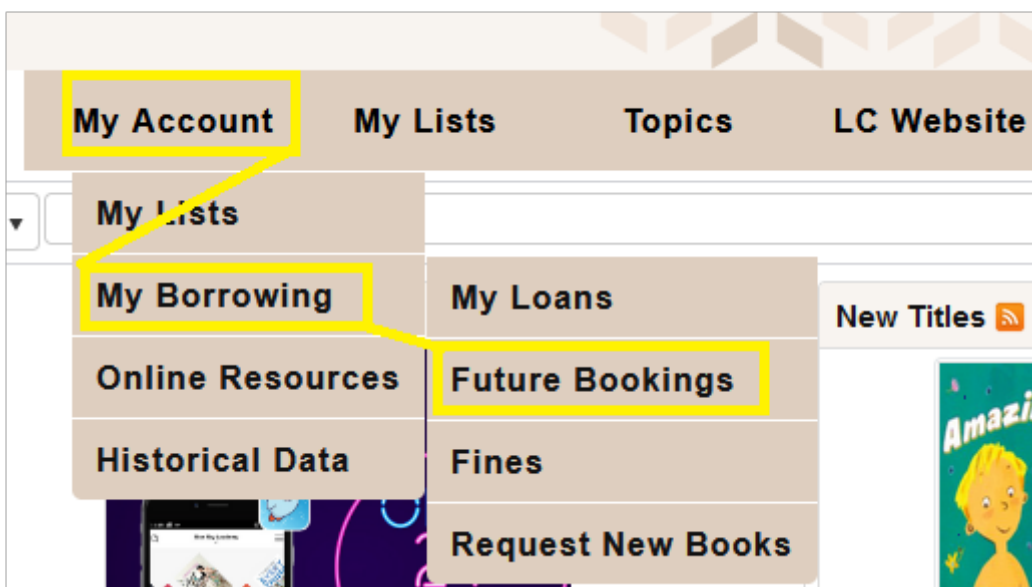 My Account My Lists Topics LC Website
My Lists
My Borrowing
Online Resources
Historical Data
My Loans
Future Bookings
Fines
Request New Books
New Titles